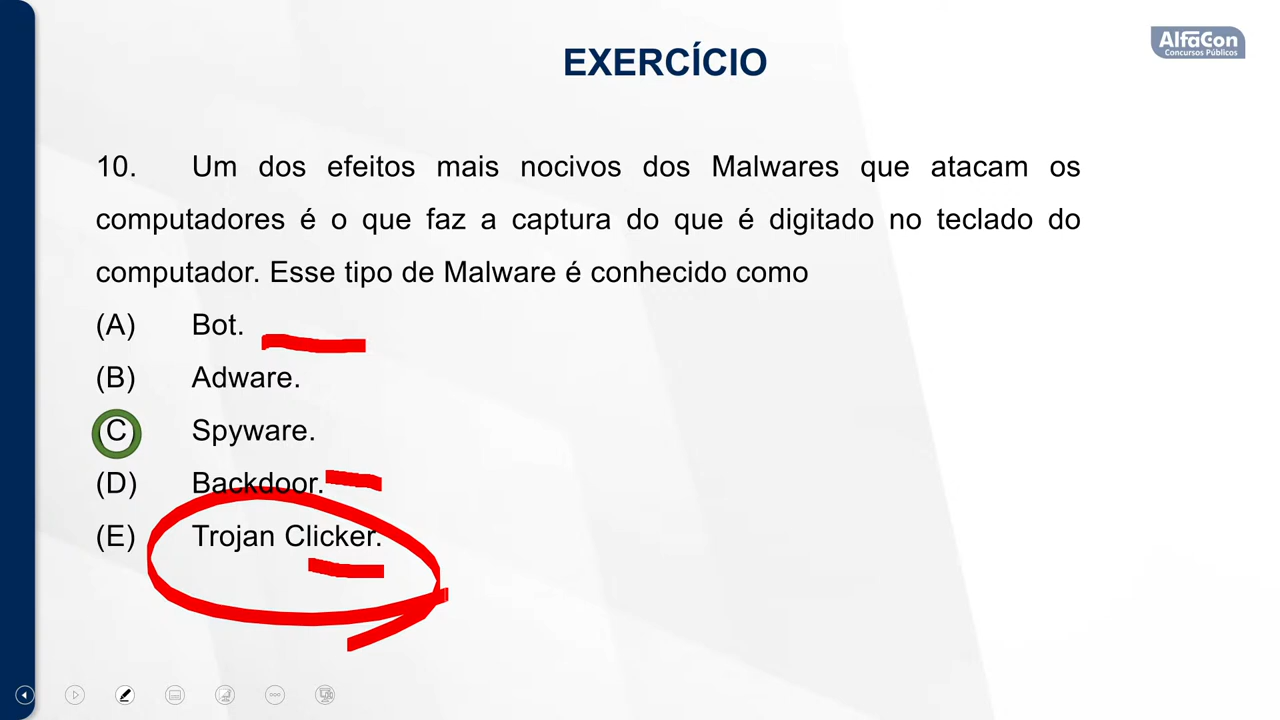 EXERCÍCIO
AlfaCon
Concursos Públicos
10. Um dos efeitos mais nocivos dos Malwares que atacam os
computadores é o que faz a captura do que é digitado no teclado do
computador. Esse tipo de Malware é conhecido como
(A) Bot.
(B) Adware.
(C) Spyware.
(D) Backdoor.
(E) Trojan Clicker.